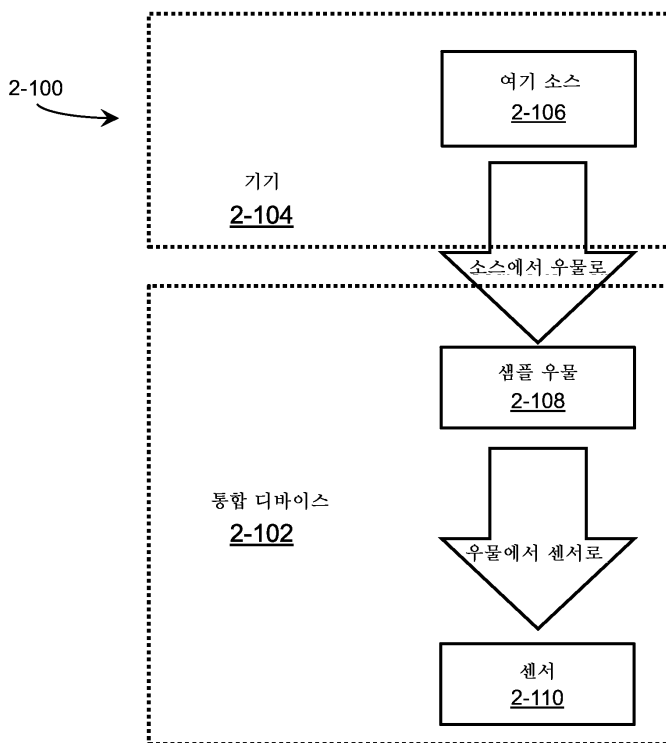 2-100
여기 소스
2-106
기기
2-104
소스에서 우물로
샘플 우물
2-108
통합 디바이스
2-102
우물에서 센서로
센서
2-110